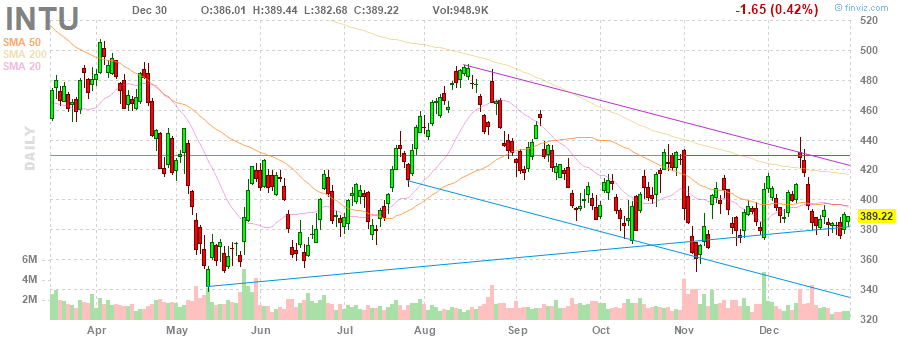 INTU Dec 30 O:386.01 H:389.44 L:382.68 C:389.22 Vol:948.9K -1.65 (0.42%) © finviz.com
SMA 50
SMA 200
SMA 20
DAILY
520
500
480
460
440
420
400
389.22
380
360
340
320
6M
4M
2M
Apr May Jun Jul Aug Sep Oct Nov Dec